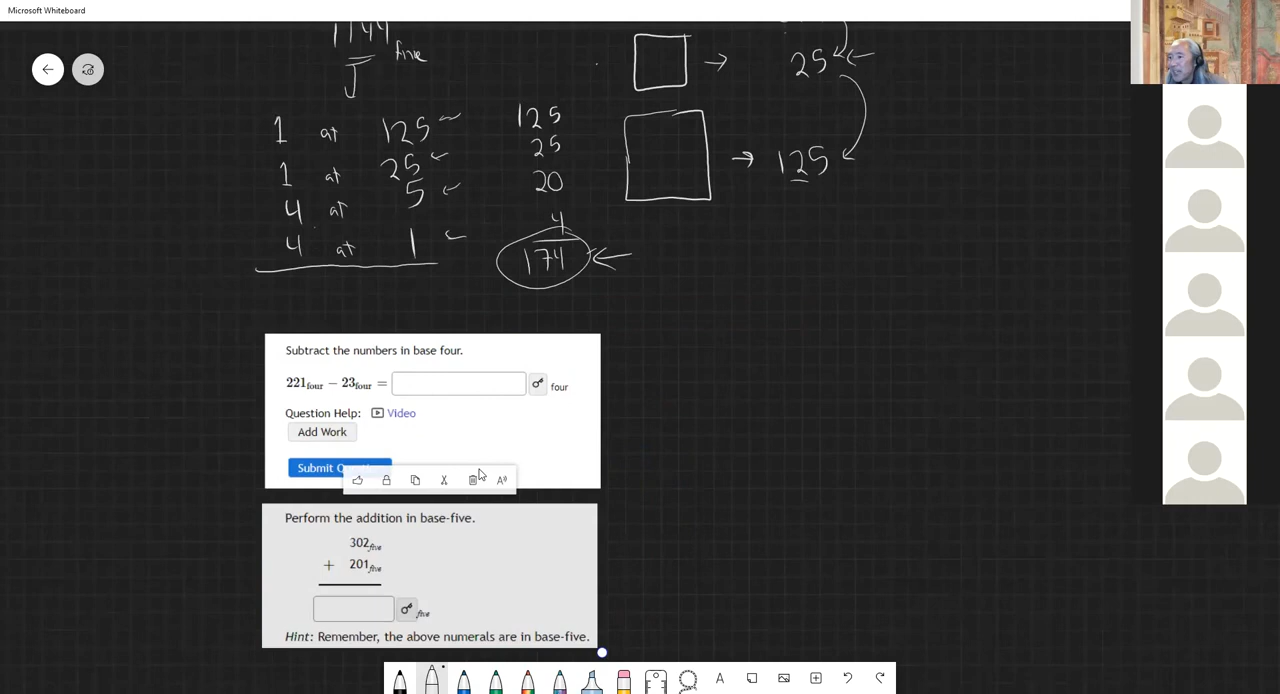 Microsoft Whiteboard
1144 five
25
1 at 125 125
125
1 at 25 25
4 at 5 20
4 at 1 4
174
Subtract the numbers in base four.
221four − 23four = four
Question Help: Video
Add Work
Submit Q
Perform the addition in base-five.
302five
+ 201five
five
Hint: Remember, the above numerals are in base-five.